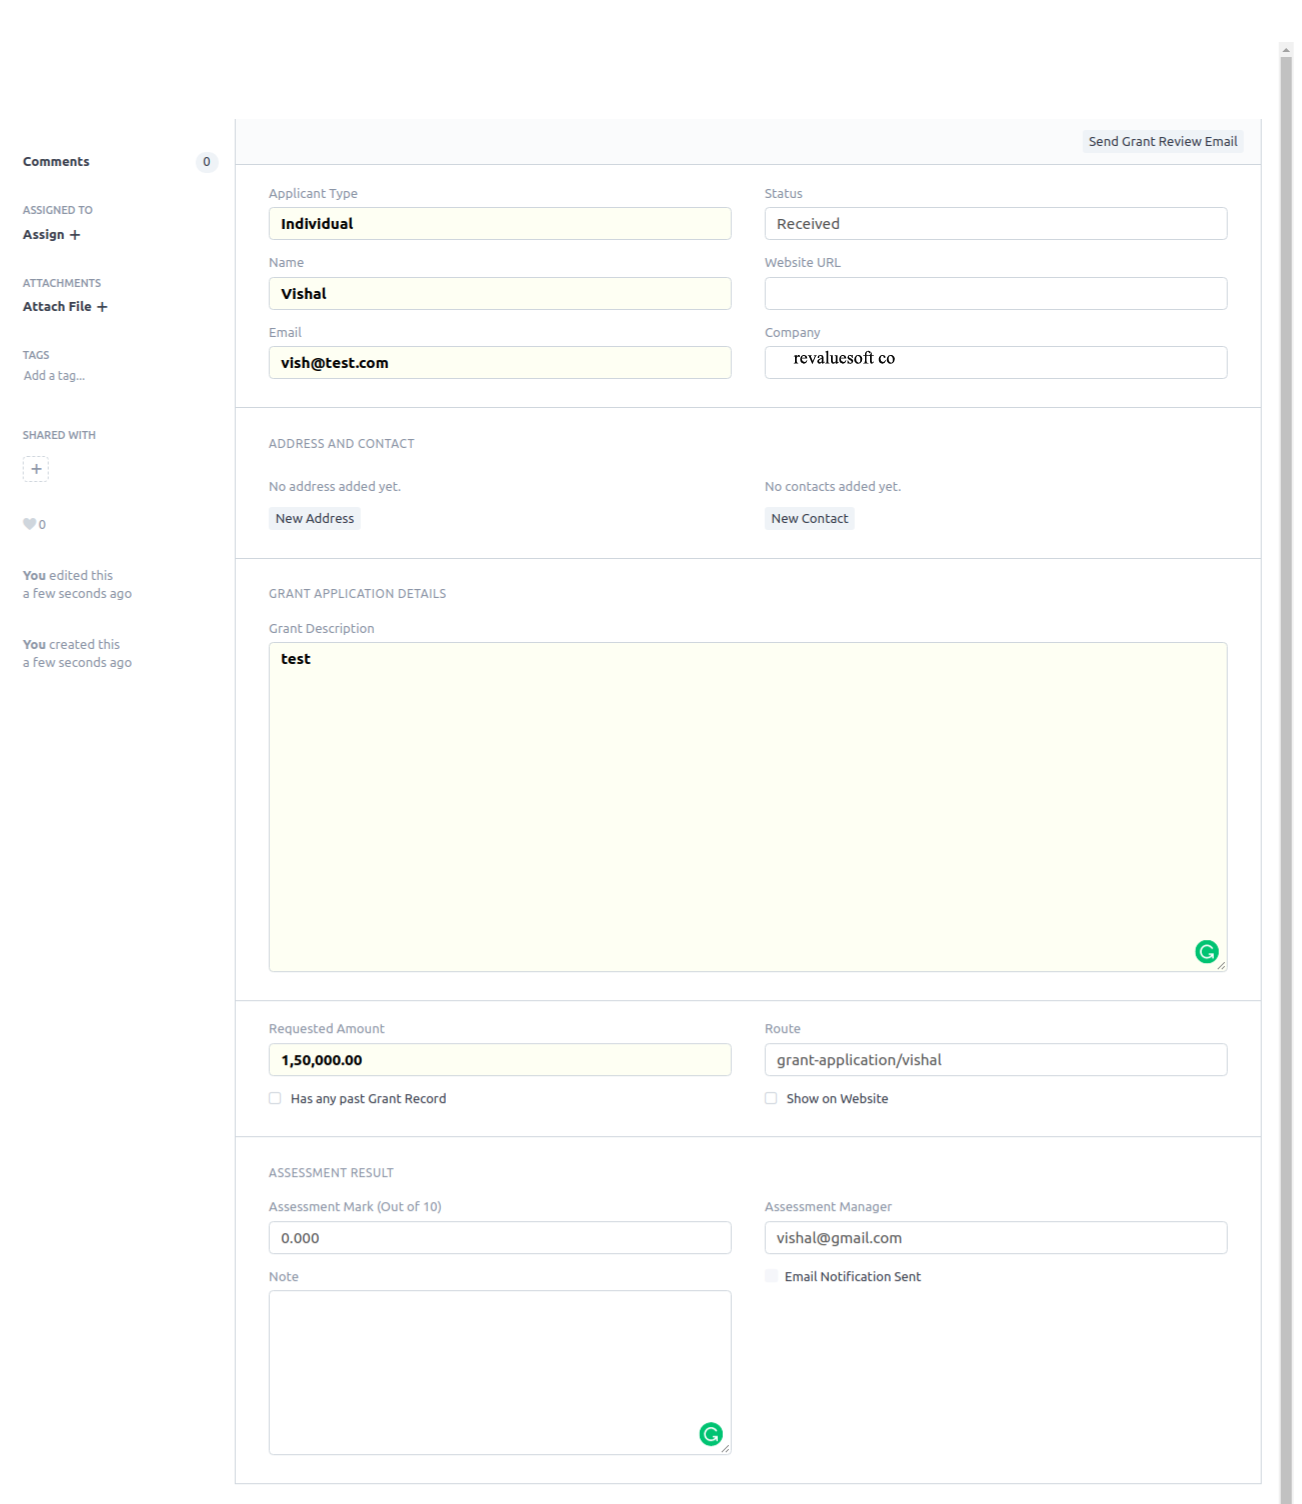 Send Grant Review Email
Comments 0
ASSIGNED TO
Assign +
ATTACHMENTS
Attach File +
TAGS
Add a tag...
SHARED WITH
+
0
You edited this
a few seconds ago
You created this
a few seconds ago
Applicant Type
Individual
Status
Received
Name
Vishal
Website URL
Email
vish@test.com
Company
revaluesoft co
ADDRESS AND CONTACT
No address added yet.
New Address
No contacts added yet.
New Contact
GRANT APPLICATION DETAILS
Grant Description
test
Requested Amount
1,50,000.00
Route
grant-application/vishal
Has any past Grant Record
Show on Website
ASSESSMENT RESULT
Assessment Mark (Out of 10)
0.000
Assessment Manager
vishal@gmail.com
Note
Email Notification Sent